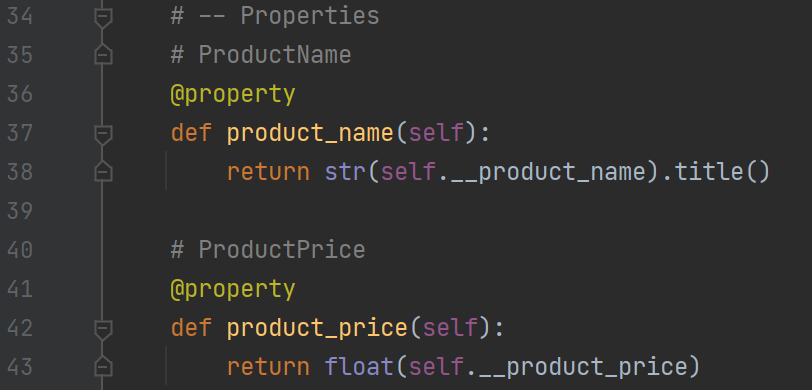 34 # -- Properties
35 # ProductName
36 @property
37 def product_name(self):
38     return str(self.__product_name).title()
39
40 # ProductPrice
41 @property
42 def product_price(self):
43     return float(self.__product_price)